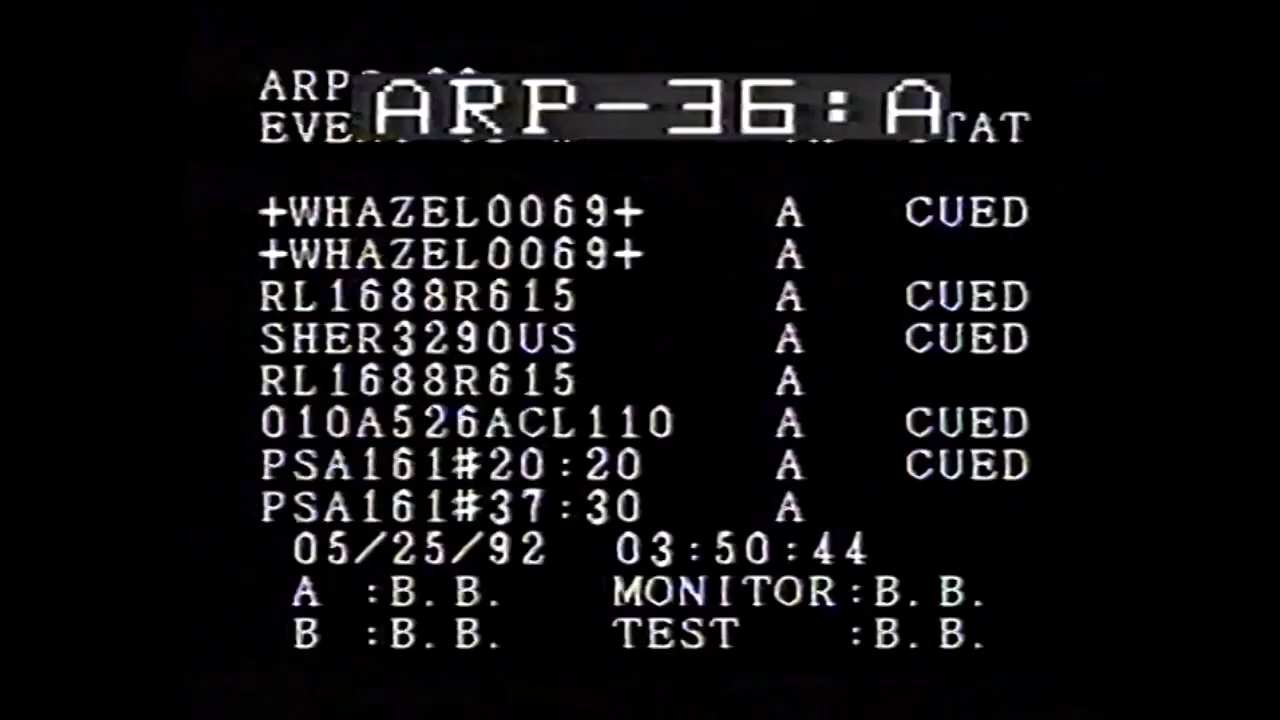 ARP-36:A
ARP
EVE STAT
+WHAZEL0069+ A CUED
+WHAZEL0069+ A
RL1688R615 A CUED
SHER3290US A CUED
RL1688R615 A
010A526ACL110 A CUED
PSA161#20:20 A CUED
PSA161#37:30 A
05/25/92 03:50:44
A :B.B. MONITOR:B.B.
B :B.B. TEST :B.B.